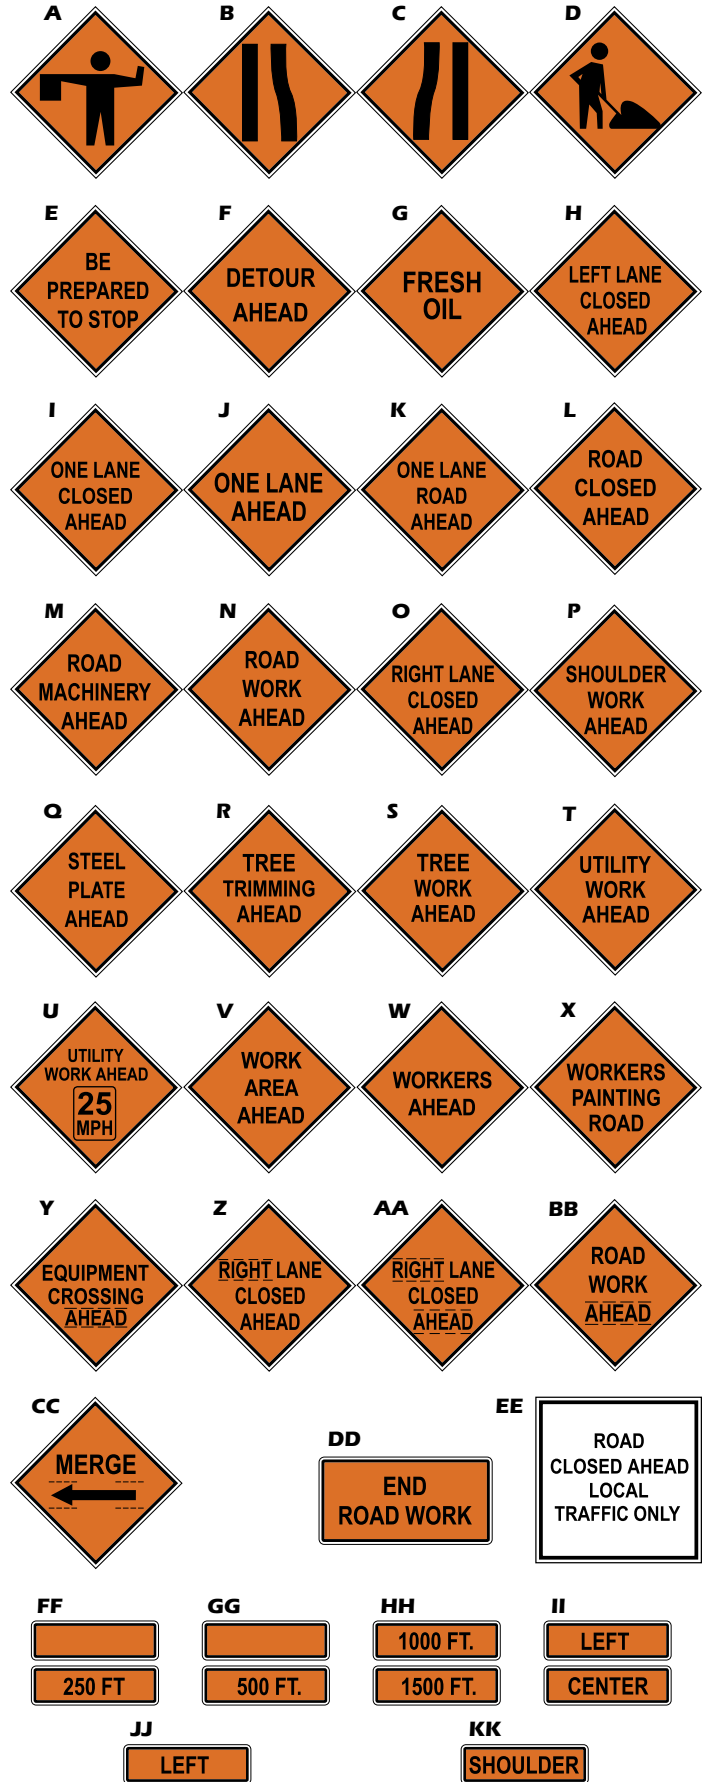 A
B
C
D
E
BE
PREPARED
TO STOP
F
DETOUR
AHEAD
G
FRESH
OIL
H
LEFT LANE
CLOSED
AHEAD
I
ONE LANE
CLOSED
AHEAD
J
ONE LANE
AHEAD
K
ONE LANE
ROAD
AHEAD
L
ROAD
CLOSED
AHEAD
M
ROAD
MACHINERY
AHEAD
N
ROAD
WORK
AHEAD
O
RIGHT LANE
CLOSED
AHEAD
P
SHOULDER
WORK
AHEAD
Q
STEEL
PLATE
AHEAD
R
TREE
TRIMMING
AHEAD
S
TREE
WORK
AHEAD
T
UTILITY
WORK
AHEAD
U
UTILITY
WORK AHEAD
25
MPH
V
WORK
AREA
AHEAD
W
WORKERS
AHEAD
X
WORKERS
PAINTING
ROAD
Y
EQUIPMENT
CROSSING
AHEAD
Z
RIGHT LANE
CLOSED
AHEAD
AA
RIGHT LANE
CLOSED
AHEAD
BB
ROAD
WORK
AHEAD
CC
MERGE
DD
END
ROAD WORK
EE
ROAD
CLOSED AHEAD
LOCAL
TRAFFIC ONLY
FF
250 FT
GG
500 FT.
HH
1000 FT.
1500 FT.
II
LEFT
CENTER
JJ
LEFT
KK
SHOULDER